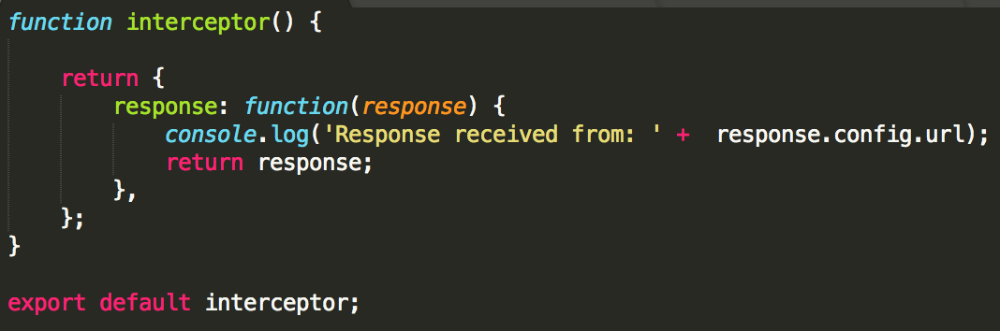 function interceptor() {
    return {
        response: function(response) {
            console.log('Response received from: ' +  response.config.url);
            return response;
        },
    };
}
export default interceptor;